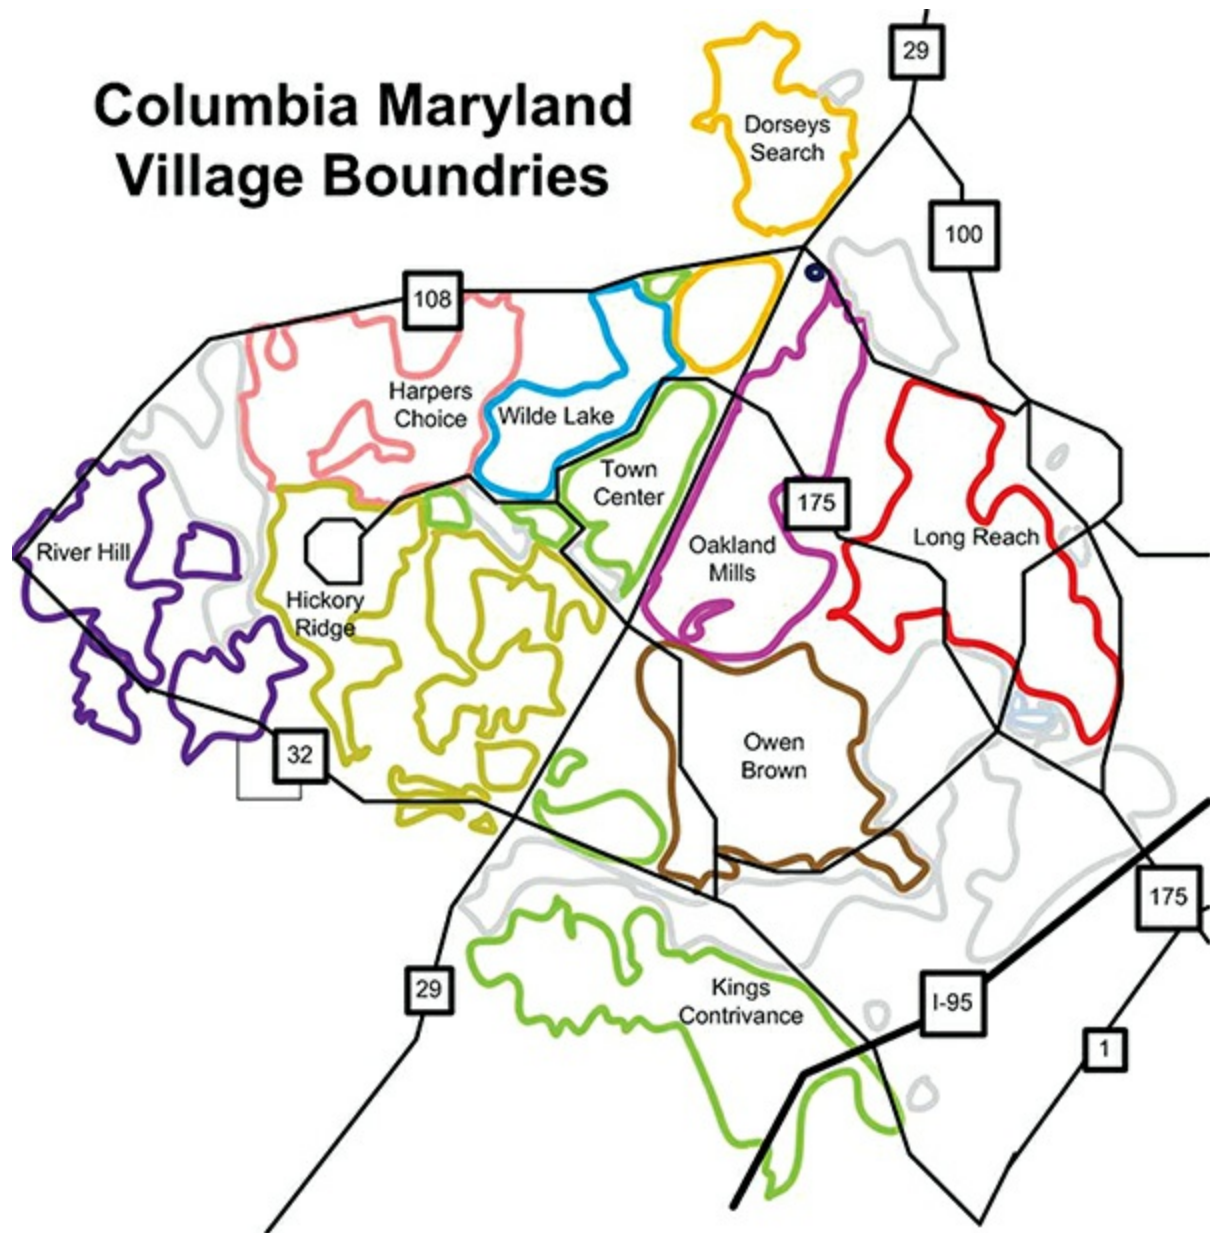 Columbia Maryland
Village Boundries
29
Dorseys
Search
100
108
Harpers
Choice
Wilde Lake
Town
Center
175
River Hill
Oakland
Mills
Long Reach
Hickory
Ridge
32
Owen
Brown
175
29
Kings
Contrivance
I-95
1